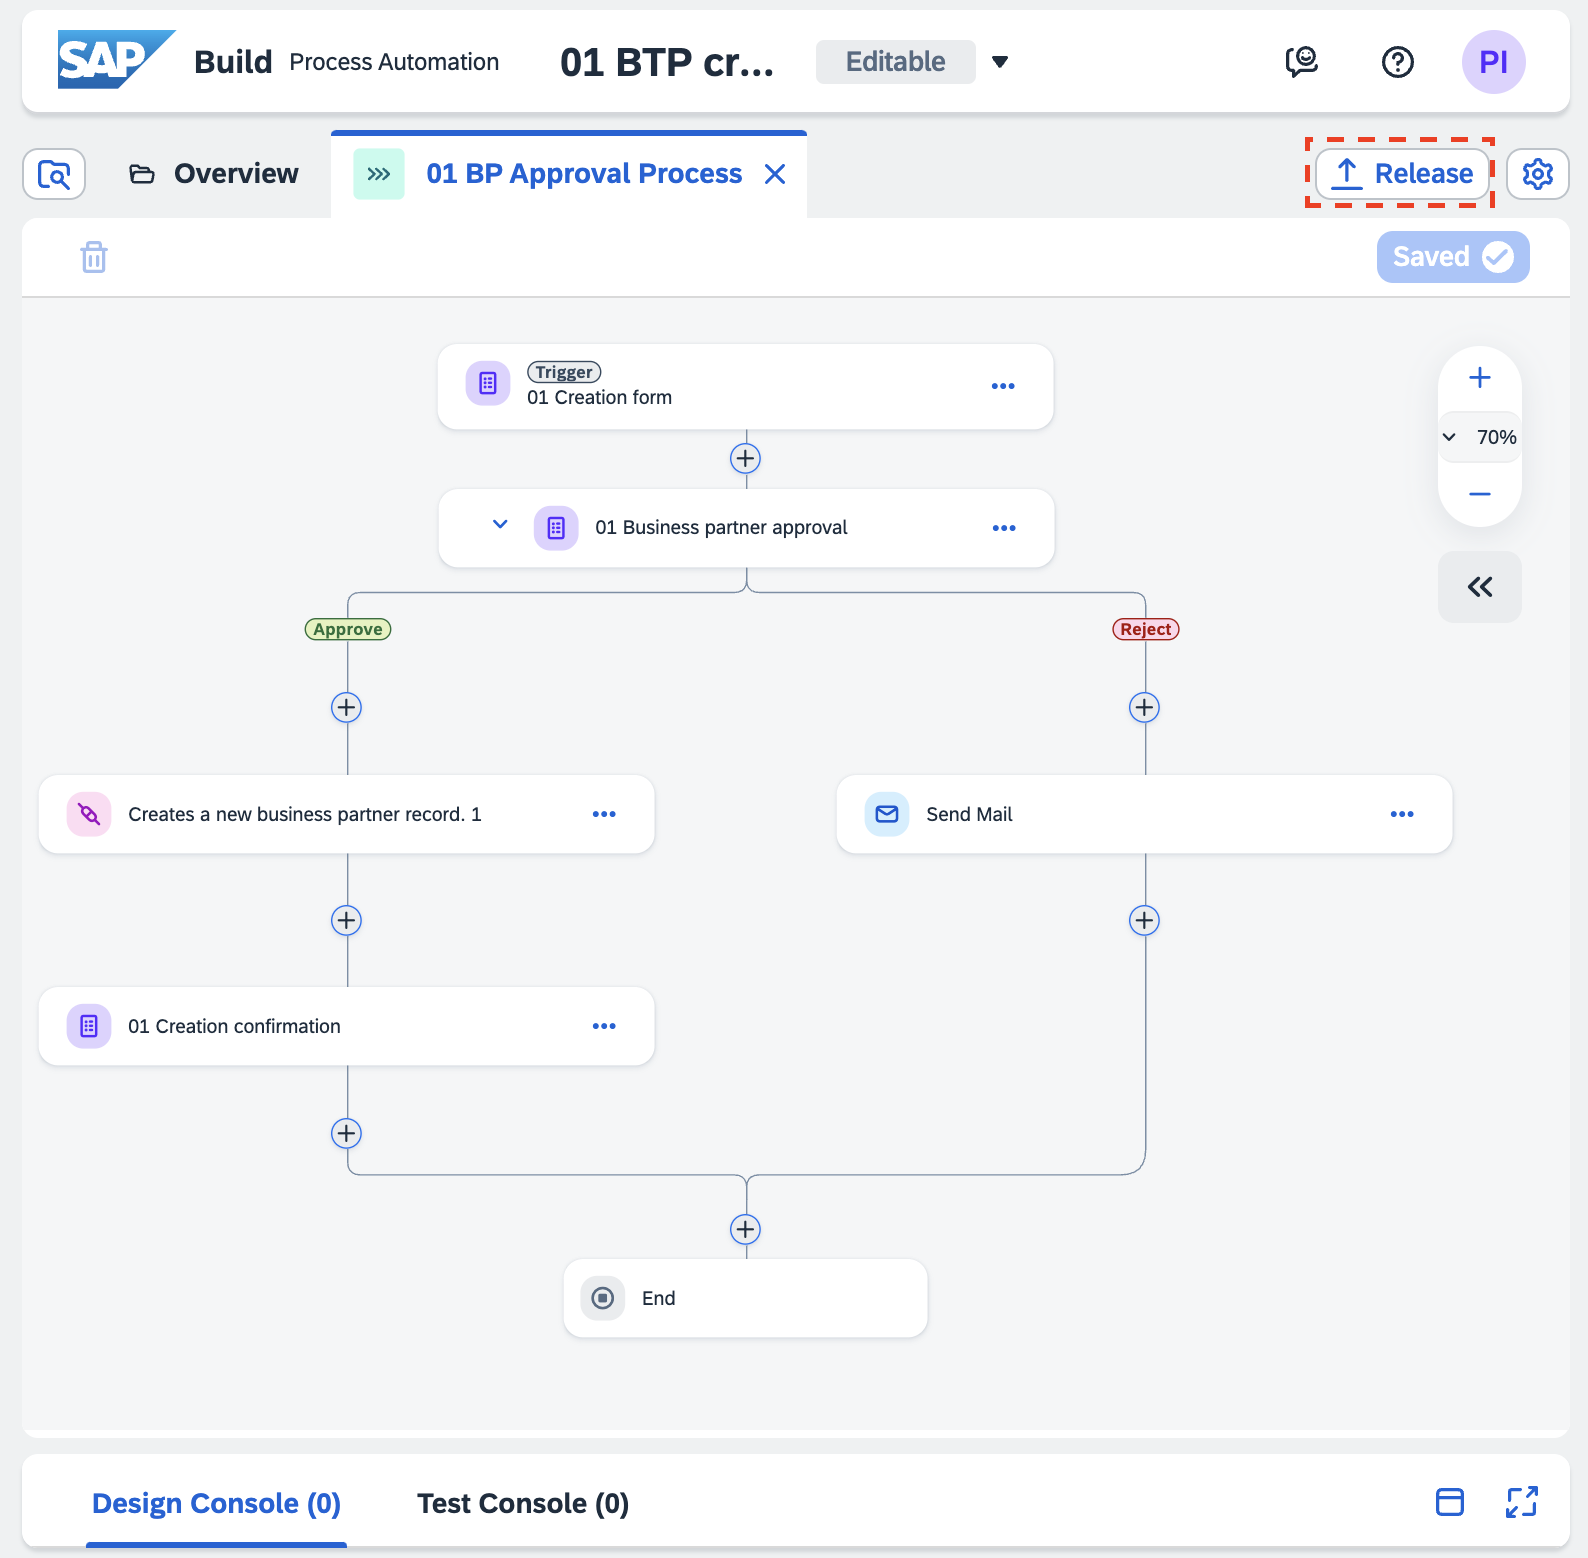 SAP Build Process Automation 01 BTP cr... Editable PI
Overview 01 BP Approval Process Release
Saved
Trigger
01 Creation form
70%
01 Business partner approval
Approve Reject
Creates a new business partner record. 1 Send Mail
01 Creation confirmation
End
Design Console (0) Test Console (0)